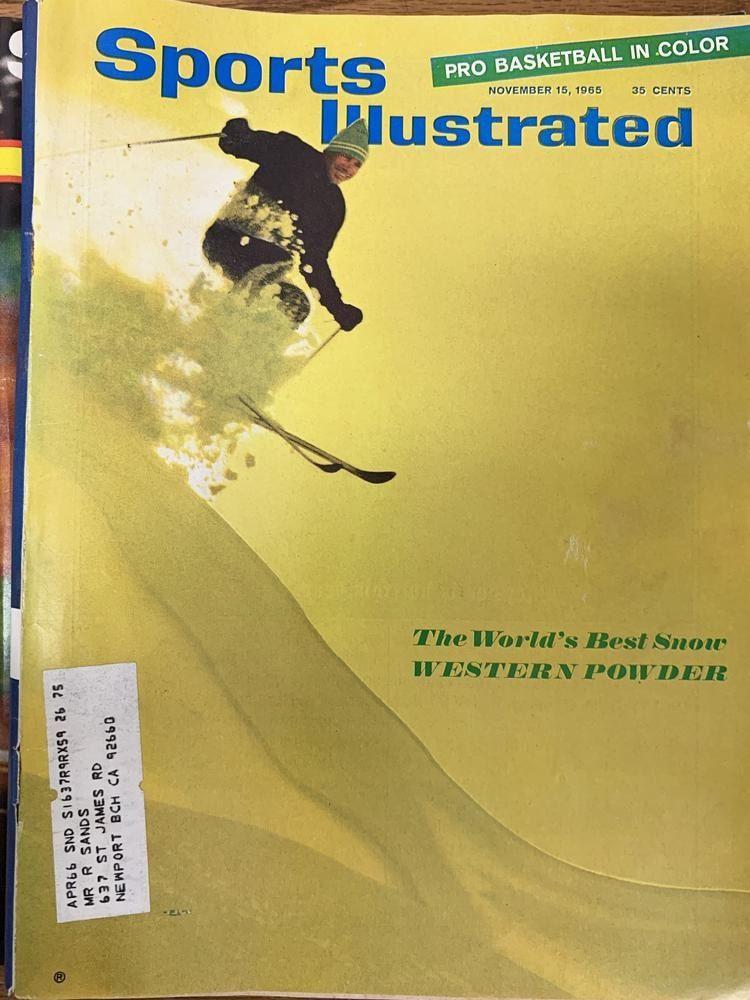 Sports
Illustrated
PRO BASKETBALL IN COLOR
NOVEMBER 15, 1965 35 CENTS
The World's Best Snow
WESTERN POWDER
APR66 SND S1637R9RXS9 26 75
MR R SANDS
637 ST JAMES RD
NEWPORT BCH CA 92660
®